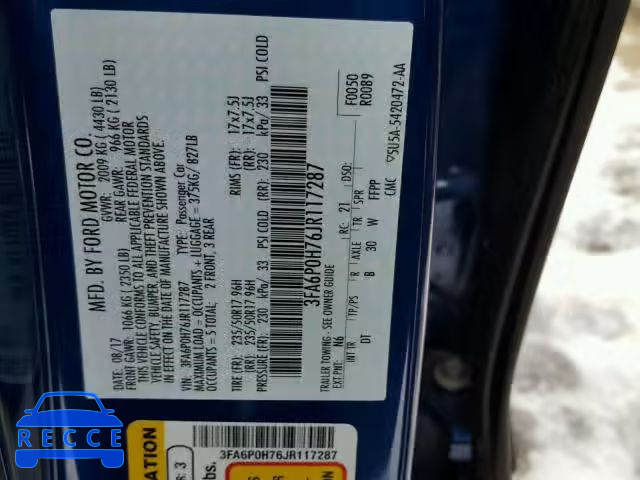 MFD. BY FORD MOTOR CO.
DATE: 08/17
GVWR: 2009 KG ( 4430 LB)
FRONT GAWR: 1066 KG ( 2350 LB)
REAR GAWR: 966 KG ( 2130 LB)
THIS VEHICLE CONFORMS TO ALL APPLICABLE FEDERAL MOTOR
VEHICLE SAFETY, BUMPER, AND THEFT PREVENTION STANDARDS
IN EFFECT ON THE DATE OF MANUFACTURE SHOWN ABOVE.
VIN: 3FA6P0H76JR117287
TYPE: Passenger Car
MAXIMUM LOAD = OCCUPANTS + LUGGAGE = 375KG/ 827LB
OCCUPANTS = 5 TOTAL: 2 FRONT, 3 REAR
TIRE (FR): 235/50R17 96H
RIMS (FR): 17x7.5J
(RR): 235/50R17 96H
(RR): 17x7.5J
PRESSURE (FR): 230 kPa/ 33 PSI COLD
(RR): 230 kPa/ 33 PSI COLD
3FA6P0H76JR117287
TRAILER TOWING - SEE OWNER GUIDE
F0050
R0089
EXT PNT: N6
RC: 21
DSO:
INT TR
TP/PS
R
AXLE
TR
SPR
DT
B
30
W
FFPP
CMC
5U5A-5420472-AA
3FA6P0H76JR117287
ATION
R: 3
lbs.
RECCE